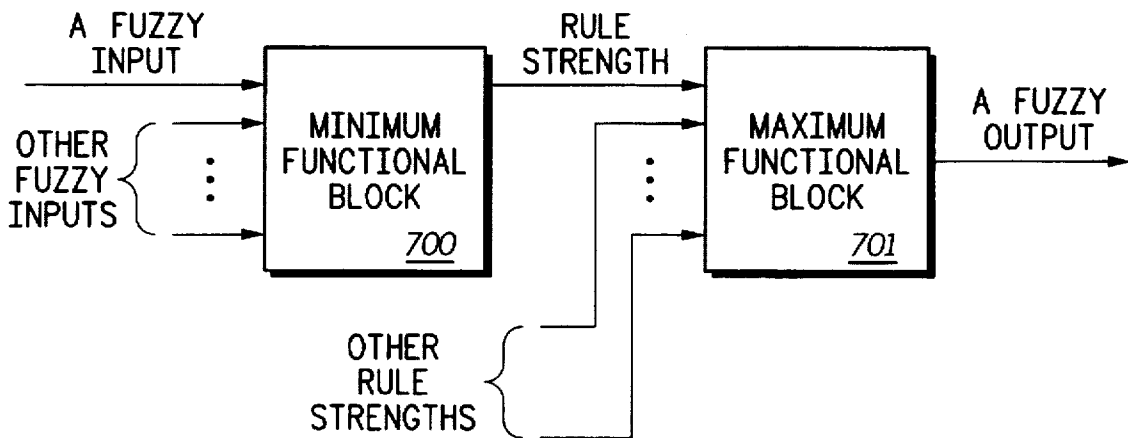 A FUZZY
INPUT
OTHER
FUZZY
INPUTS
MINIMUM
FUNCTIONAL
BLOCK
700
RULE
STRENGTH
OTHER
RULE
STRENGTHS
MAXIMUM
FUNCTIONAL
BLOCK
701
A FUZZY
OUTPUT